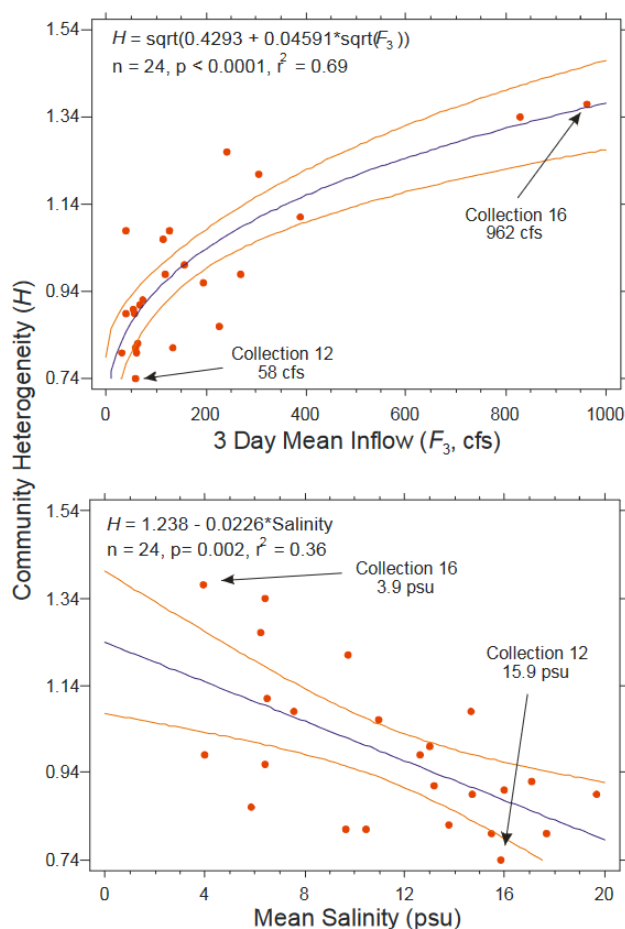 Community Heterogeneity (H)
1.54
1.34
1.14
0.94
0.74
H = sqrt(0.4293 + 0.04591*sqrt(F₃))
n = 24, p < 0.0001, r² = 0.69
Collection 16
962 cfs
Collection 12
58 cfs
0 200 400 600 800 1000
3 Day Mean Inflow (F₃, cfs)
1.54
1.34
1.14
0.94
0.74
H = 1.238 - 0.0226*Salinity
n = 24, p= 0.002, r² = 0.36
Collection 16
3.9 psu
Collection 12
15.9 psu
0 4 8 12 16 20
Mean Salinity (psu)